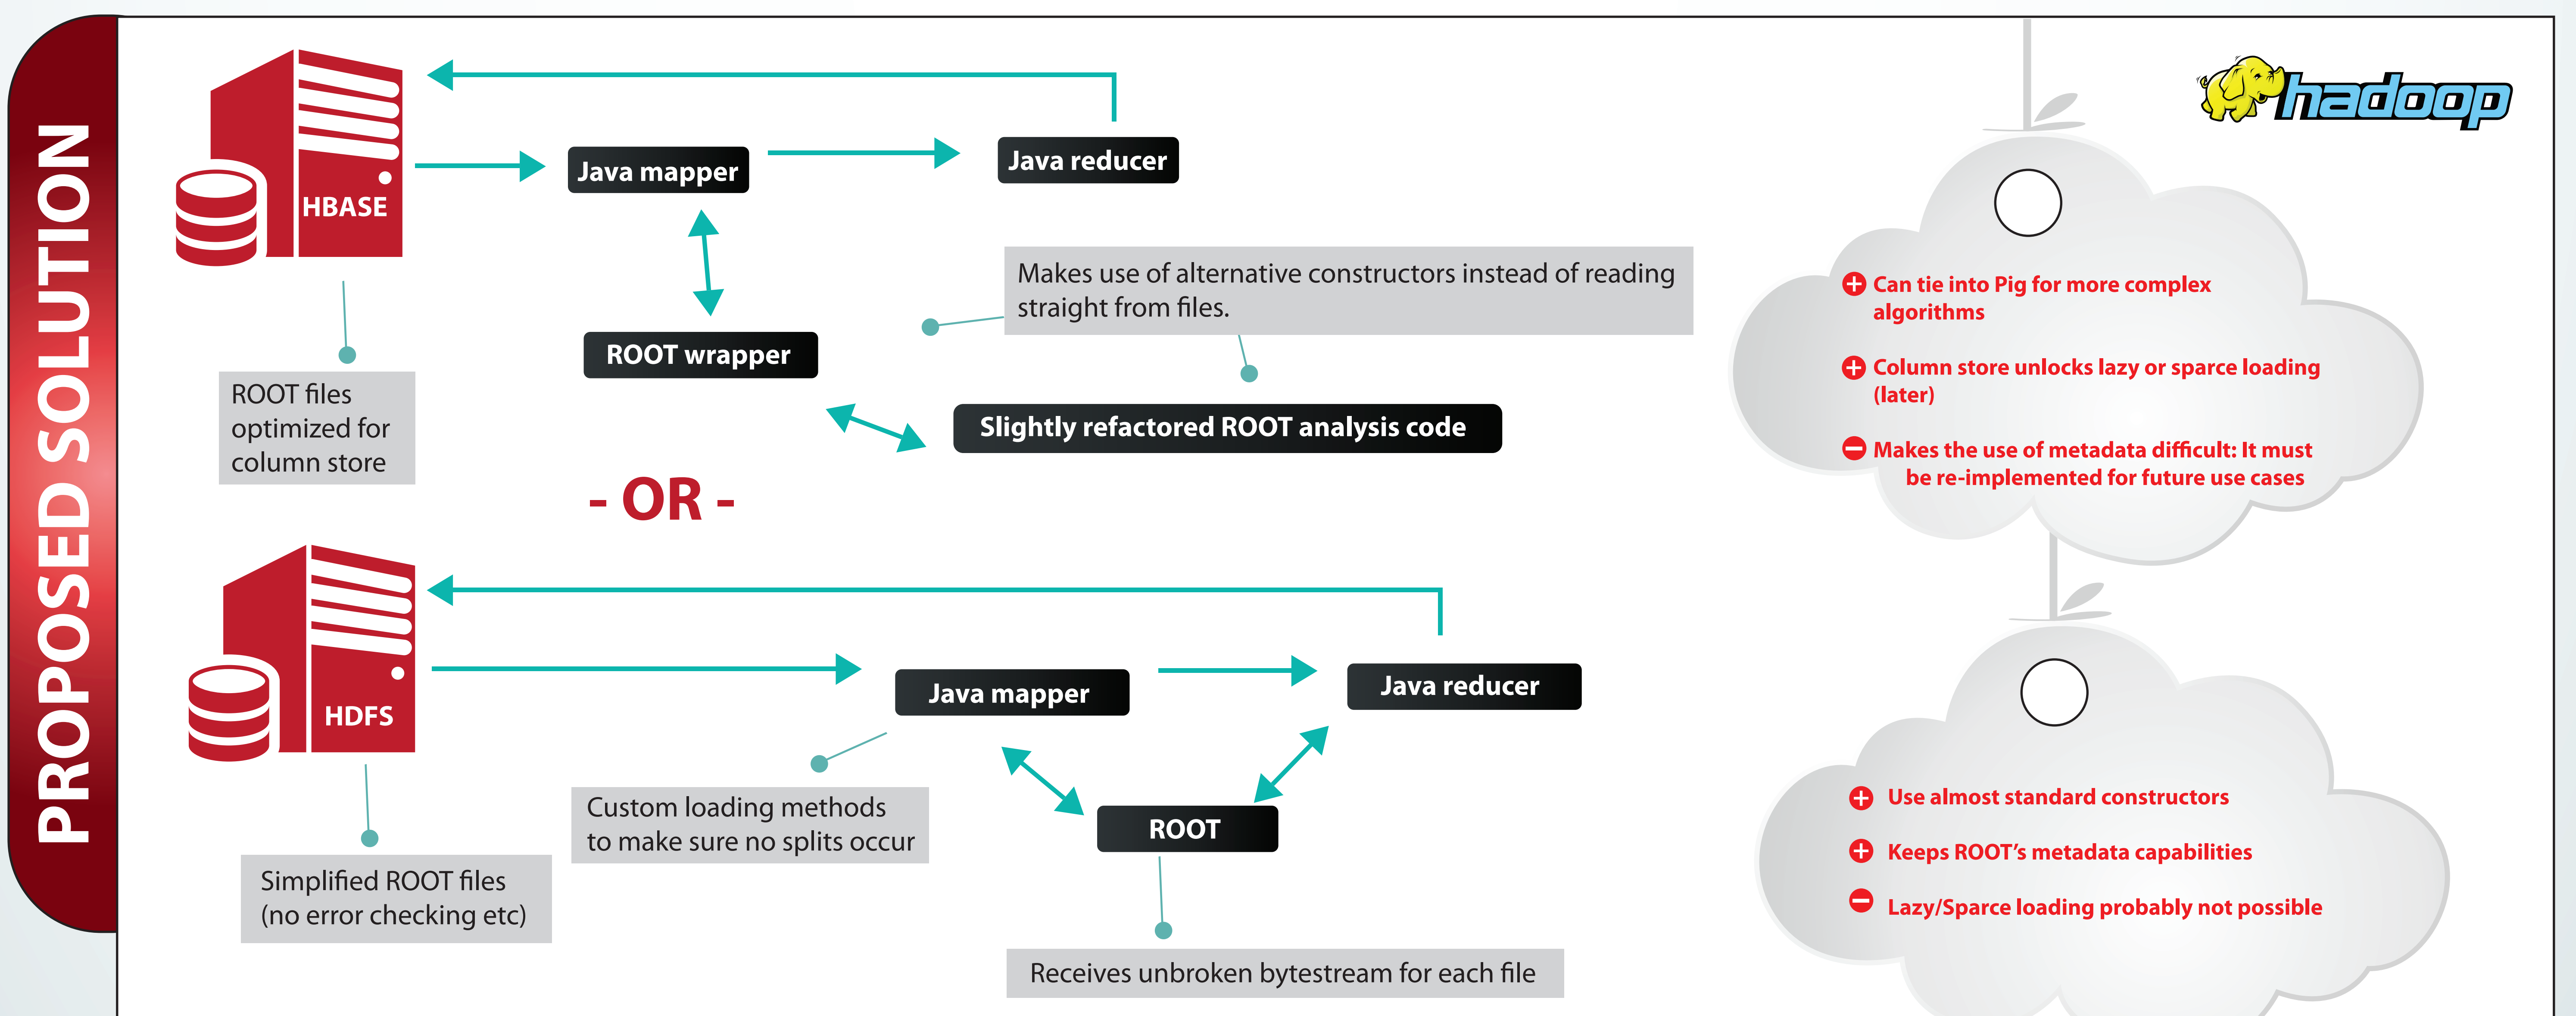 PROPOSED SOLUTION
hadoop
HBASE
Java mapper
Java reducer
Makes use of alternative constructors instead of reading
straight from files.
ROOT wrapper
Slightly refactored ROOT analysis code
ROOT files
optimized for
column store
Can tie into Pig for more complex
algorithms
Column store unlocks lazy or sparce loading
(later)
Makes the use of metadata difficult: It must
be re-implemented for future use cases
- OR -
HDFS
Java mapper
Java reducer
Custom loading methods
to make sure no splits occur
ROOT
Simplified ROOT files
(no error checking etc)
Receives unbroken bytestream for each file
Use almost standard constructors
Keeps ROOT’s metadata capabilities
Lazy/Sparce loading probably not possible